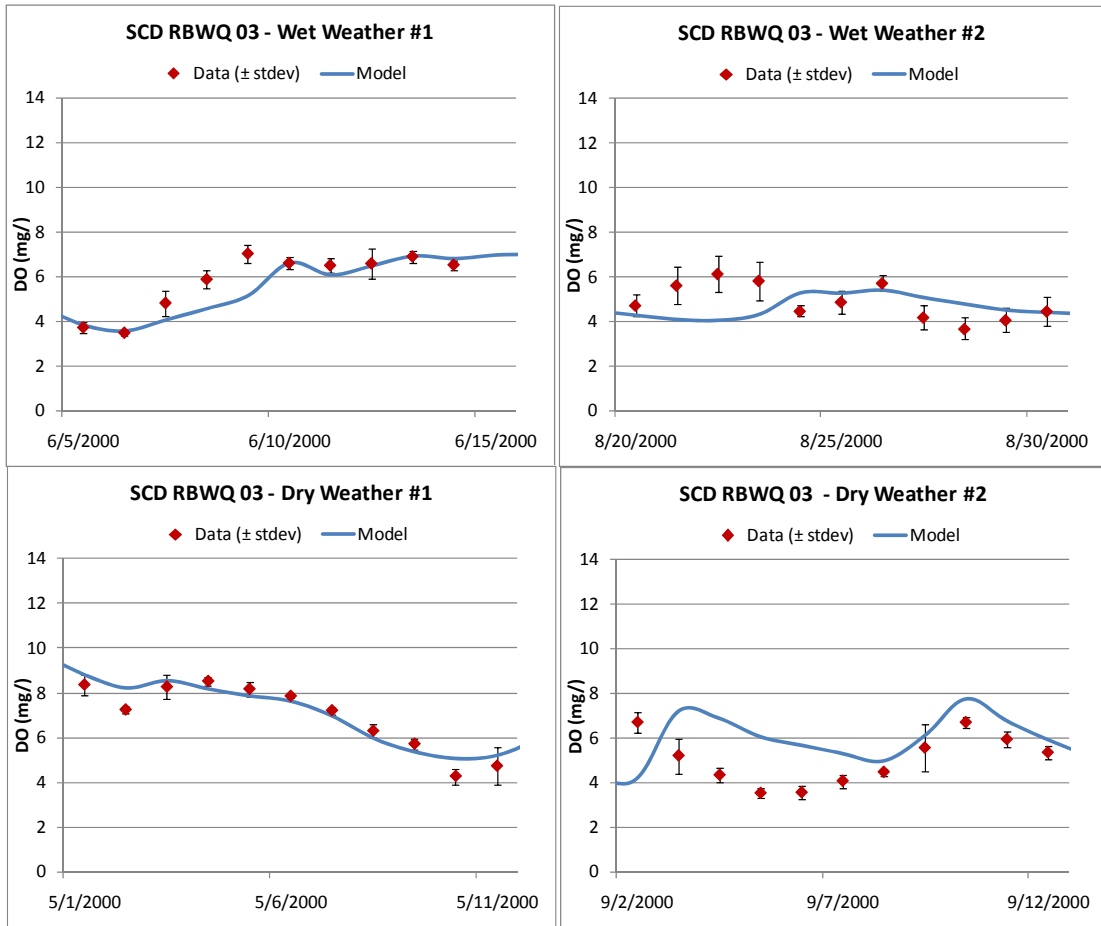 SCD RBWQ 03 - Wet Weather #1
Data (± stdev) Model
14
12
10
8
6
4
2
0
DO (mg/)
6/5/2000 6/10/2000 6/15/2000
SCD RBWQ 03 - Wet Weather #2
Data (± stdev) Model
14
12
10
8
6
4
2
0
DO (mg/)
8/20/2000 8/25/2000 8/30/2000
SCD RBWQ 03 - Dry Weather #1
Data (± stdev) Model
14
12
10
8
6
4
2
0
DO (mg/)
5/1/2000 5/6/2000 5/11/2000
SCD RBWQ 03 - Dry Weather #2
Data (± stdev) Model
14
12
10
8
6
4
2
0
DO (mg/)
9/2/2000 9/7/2000 9/12/2000